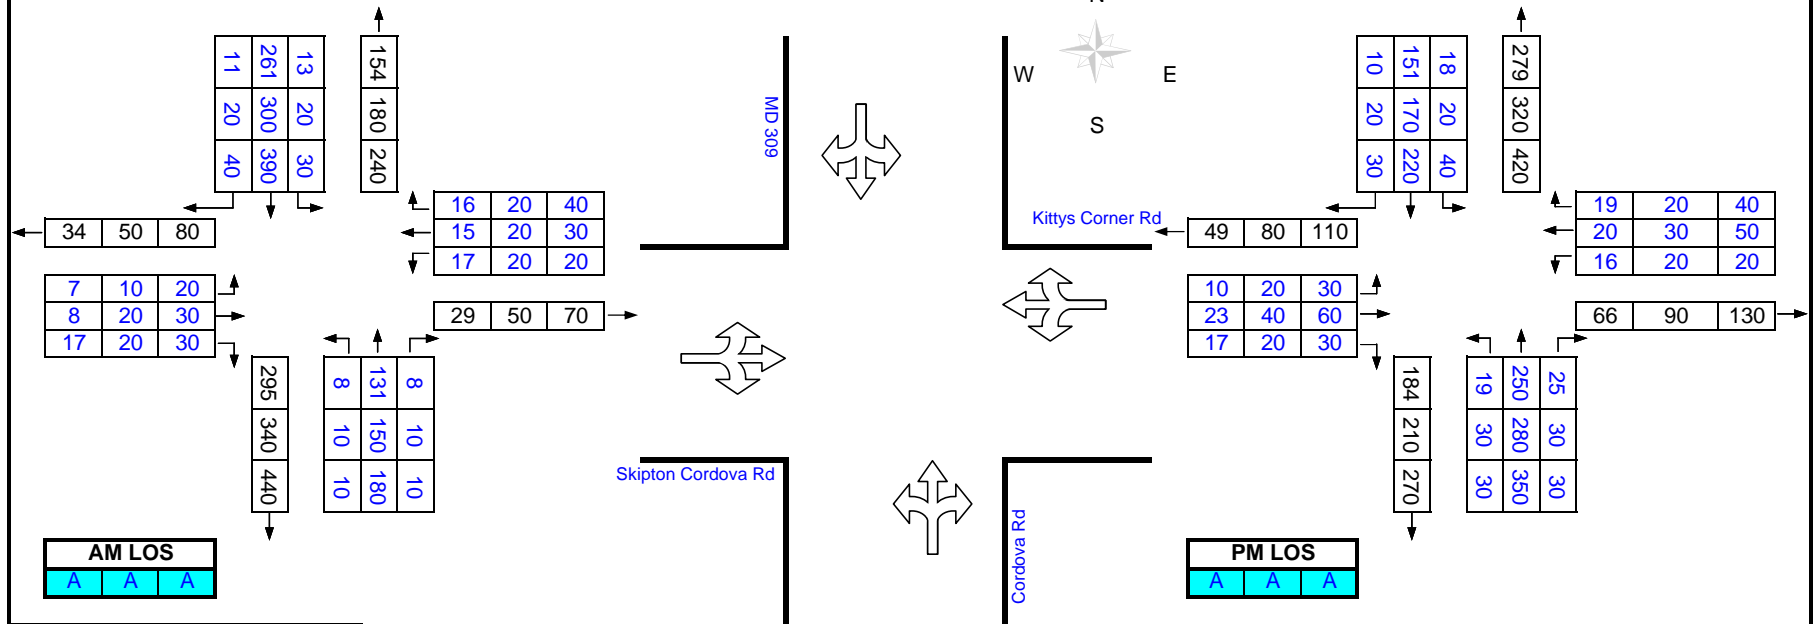 N
W E
S
MD 309
Kittys Corner Rd
Skipton Cordova Rd
Cordova Rd
11 261 13
20 300 20
40 390 30
154
180
240
34 50 80
16 20 40
15 20 30
17 20 20
7 10 20
8 20 30
17 20 30
29 50 70
295
340
440
8 131 8
10 150 10
10 180 10
AM LOS
A A A
10 151 18
20 170 20
30 220 40
279
320
420
49 80 110
19 20 40
20 30 50
16 20 20
10 20 30
23 40 60
17 20 30
66 90 130
184
210
270
19 250 25
30 280 30
30 350 30
PM LOS
A A A